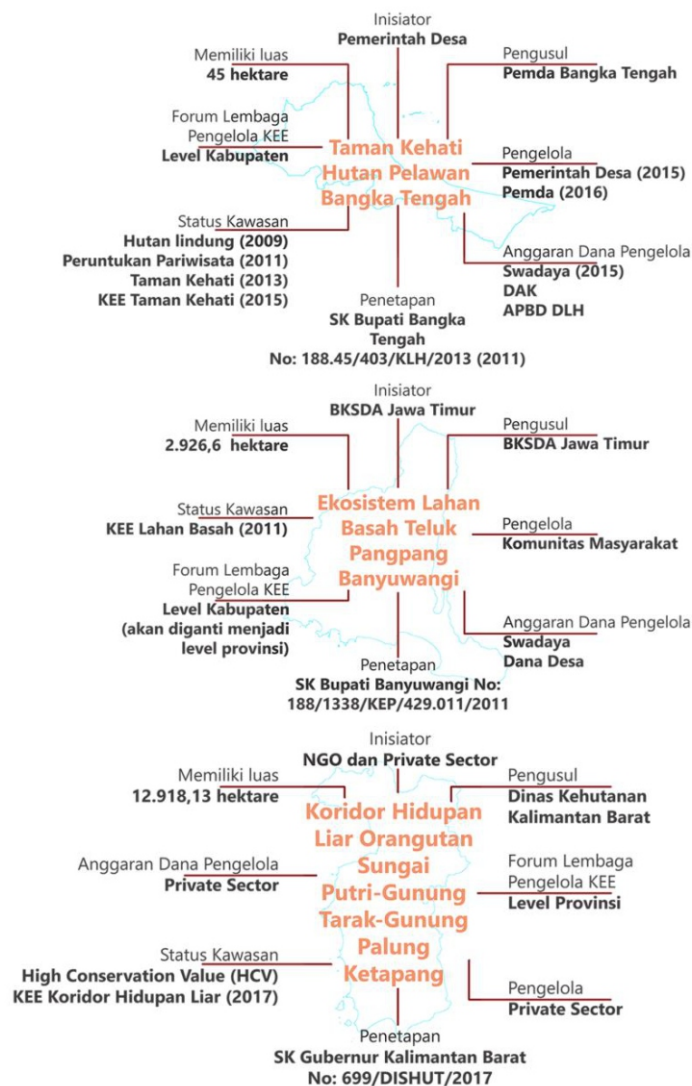 Inisiator
Pemerintah Desa
Memiliki luas
45 hektare
Pengusul
Pemda Bangka Tengah
Forum Lembaga
Pengelola KEE
Level Kabupaten
Taman Kehati
Hutan Pelawan
Bangka Tengah
Pengelola
Pemerintah Desa (2015)
Pemda (2016)
Status Kawasan
Hutan lindung (2009)
Peruntukan Pariwisata (2011)
Taman Kehati (2013)
KEE Taman Kehati (2015)
Anggaran Dana Pengelola
Swadaya (2015)
DAK
APBD DLH
Penetapan
SK Bupati Bangka
Tengah
No: 188.45/403/KLH/2013 (2011)
Inisiator
BKSDA Jawa Timur
Memiliki luas
2.926,6 hektare
Pengusul
BKSDA Jawa Timur
Status Kawasan
KEE Lahan Basah (2011)
Ekosistem Lahan
Basah Teluk
Pangpang
Banyuwangi
Pengelola
Komunitas Masyarakat
Forum Lembaga
Pengelola KEE
Level Kabupaten
(akan diganti menjadi
level provinsi)
Anggaran Dana Pengelola
Swadaya
Dana Desa
Penetapan
SK Bupati Banyuwangi No:
188/1338/KEP/429.011/2011
Inisiator
NGO dan Private Sector
Memiliki luas
12.918,13 hektare
Pengusul
Dinas Kehutanan
Kalimantan Barat
Koridor Hidupan
Liar Orangutan
Sungai
Putri-Gunung
Tarak-Gunung
Palung
Ketapang
Anggaran Dana Pengelola
Private Sector
Forum Lembaga
Pengelola KEE
Level Provinsi
Status Kawasan
High Conservation Value (HCV)
KEE Koridor Hidupan Liar (2017)
Pengelola
Private Sector
Penetapan
SK Gubernur Kalimantan Barat
No: 699/DISHUT/2017